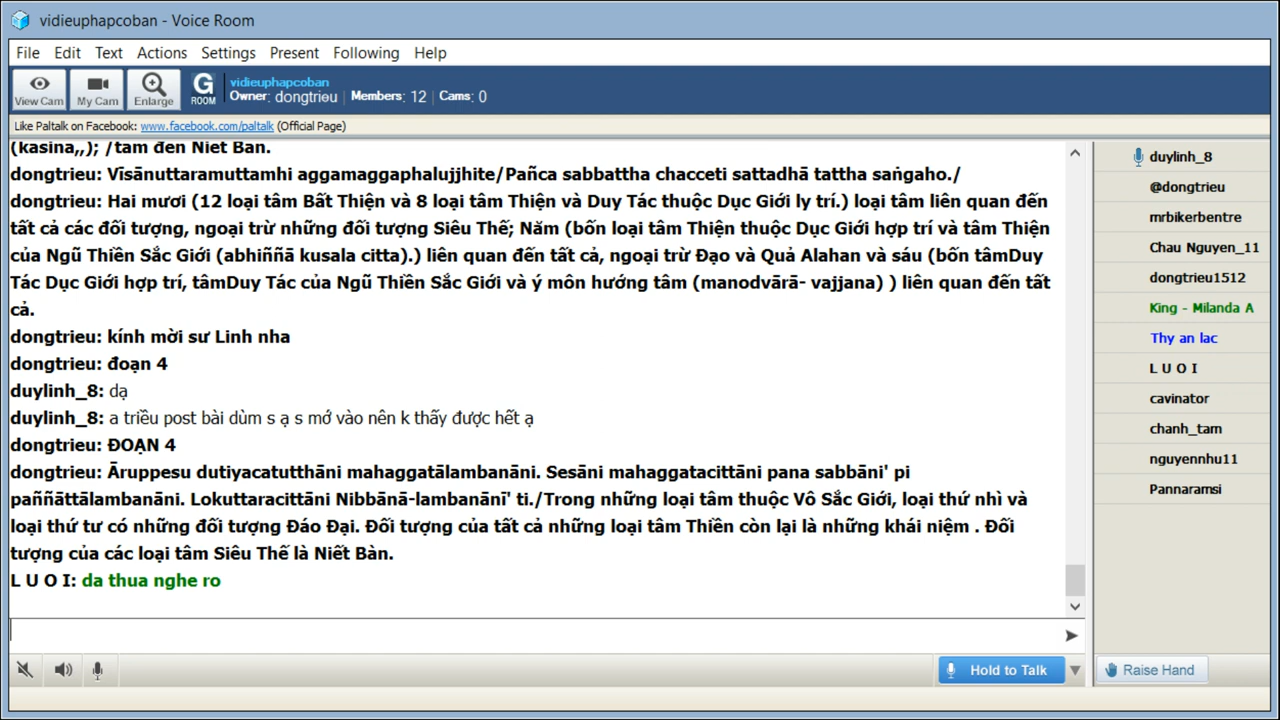 vidieuphapcoban - Voice Room
File Edit Text Actions Settings Present Following Help
View Cam
My Cam
Enlarge
G ROOM
vidieuphapcoban
Owner: dongtrieu | Members: 12 | Cams: 0
Like Paltalk on Facebook: www.facebook.com/paltalk (Official Page)
(kasina,,); /tâm đến Niết Bàn.
dongtrieu: Vīsānuttaramuttamhi aggamaggaphalujjhite/Pañca sabbattha chacceti sattadhā tattha saṅgaho./
dongtrieu: Hai mươi (12 loại tâm Bất Thiện và 8 loại tâm Thiện và Duy Tác thuộc Dục Giới ly trí.) loại tâm liên quan đến
tất cả các đối tượng, ngoại trừ những đối tượng Siêu Thế; Năm (bốn loại tâm Thiện thuộc Dục Giới hợp trí và tâm Thiện
của Ngũ Thiền Sắc Giới (abhiññā kusala citta).) liên quan đến tất cả, ngoại trừ Đạo và Quả Alahan và sáu (bốn tâmDuy
Tác Dục Giới hợp trí, tâmDuy Tác của Ngũ Thiền Sắc Giới và ý môn hướng tâm (manodvārā- vajjana) ) liên quan đến tất
cả.
dongtrieu: kính mời sư Linh nha
dongtrieu: đoạn 4
duylinh_8: dạ
duylinh_8: a triều post bài dùm s ạ s mớ vào nên k thấy được hết ạ
dongtrieu: ĐOẠN 4
dongtrieu: Āruppesu dutiyacatutthāni mahaggatālambanāni. Sesāni mahaggatacittāni pana sabbāni' pi
paññāttālambanāni. Lokuttaracittāni Nibbānā-lambanānī' ti./Trong những loại tâm thuộc Vô Sắc Giới, loại thứ nhì và
loại thứ tư có những đối tượng Đáo Đại. Đối tượng của tất cả những loại tâm Thiền còn lại là những khái niệm . Đối
tượng của các loại tâm Siêu Thế là Niết Bàn.
L U O I: da thua nghe ro
duylinh_8
@dongtrieu
mrbikerbentre
Chau Nguyen_11
dongtrieu1512
King - Milanda A
Thy an lac
L U O I
cavinator
chanh_tam
nguyennhu11
Pannaramsi
Hold to Talk
Raise Hand